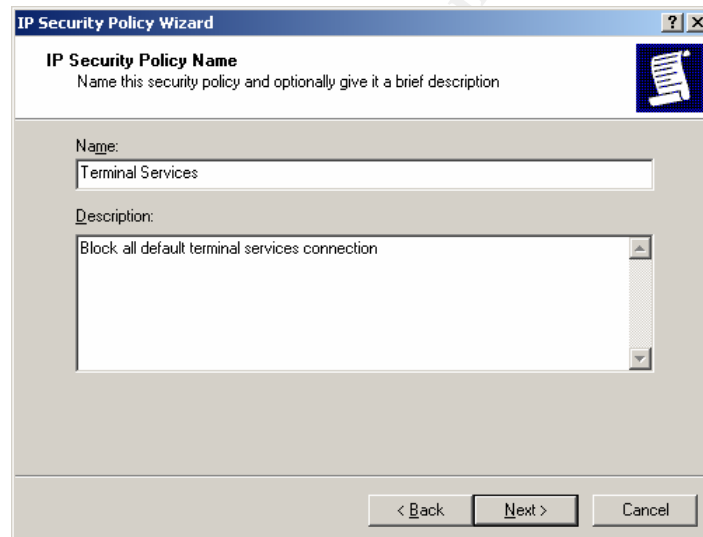 IP Security Policy Wizard
IP Security Policy Name
Name this security policy and optionally give it a brief description
Name:
Terminal Services
Description:
Block all default terminal services connection
< Back
Next >
Cancel